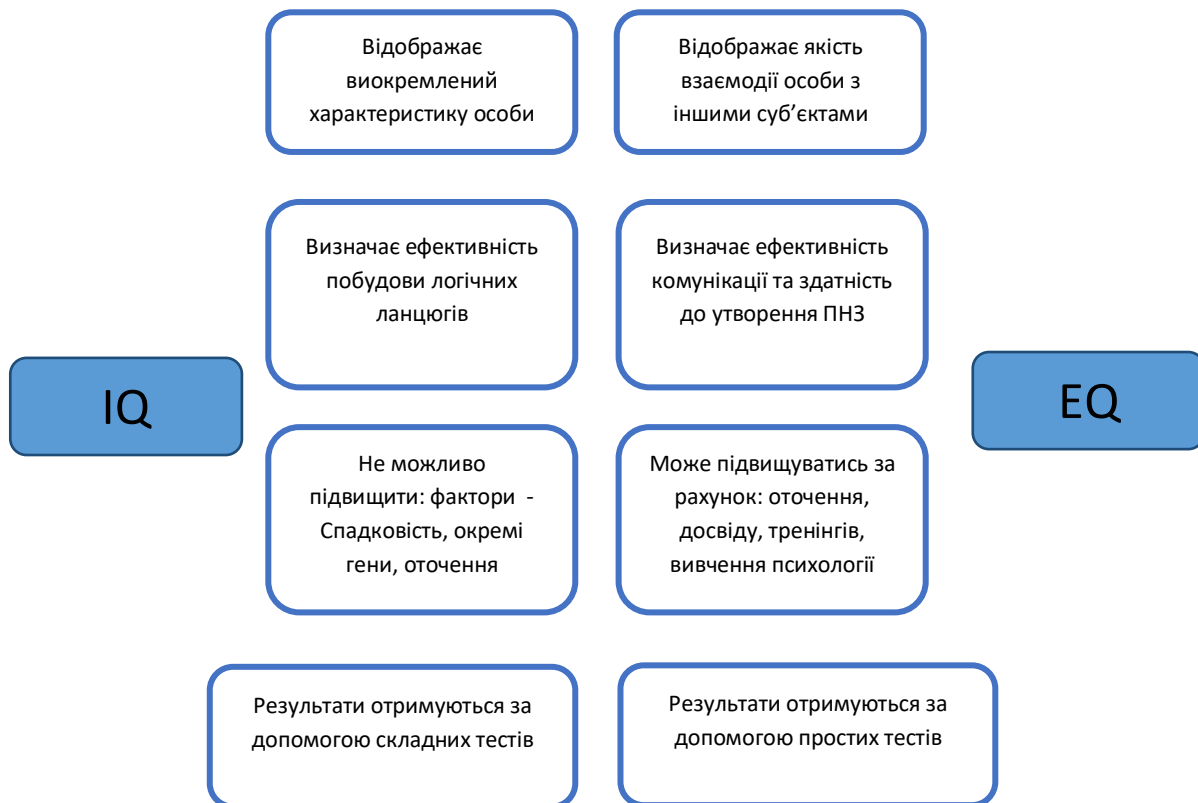 Відображає
виокремлений
характеристику особи
Відображає якість
взаємодії особи з
іншими суб’єктами
Визначає ефективність
побудови логічних
ланцюгів
Визначає ефективність
комунікації та здатність
до утворення ПНЗ
IQ
EQ
Не можливо
підвищити: фактори -
Спадковість, окремі
гени, оточення
Може підвищуватись за
рахунок: оточення,
досвіду, тренінгів,
вивчення психології
Результати отримуються за
допомогою складних тестів
Результати отримуються за
допомогою простих тестів